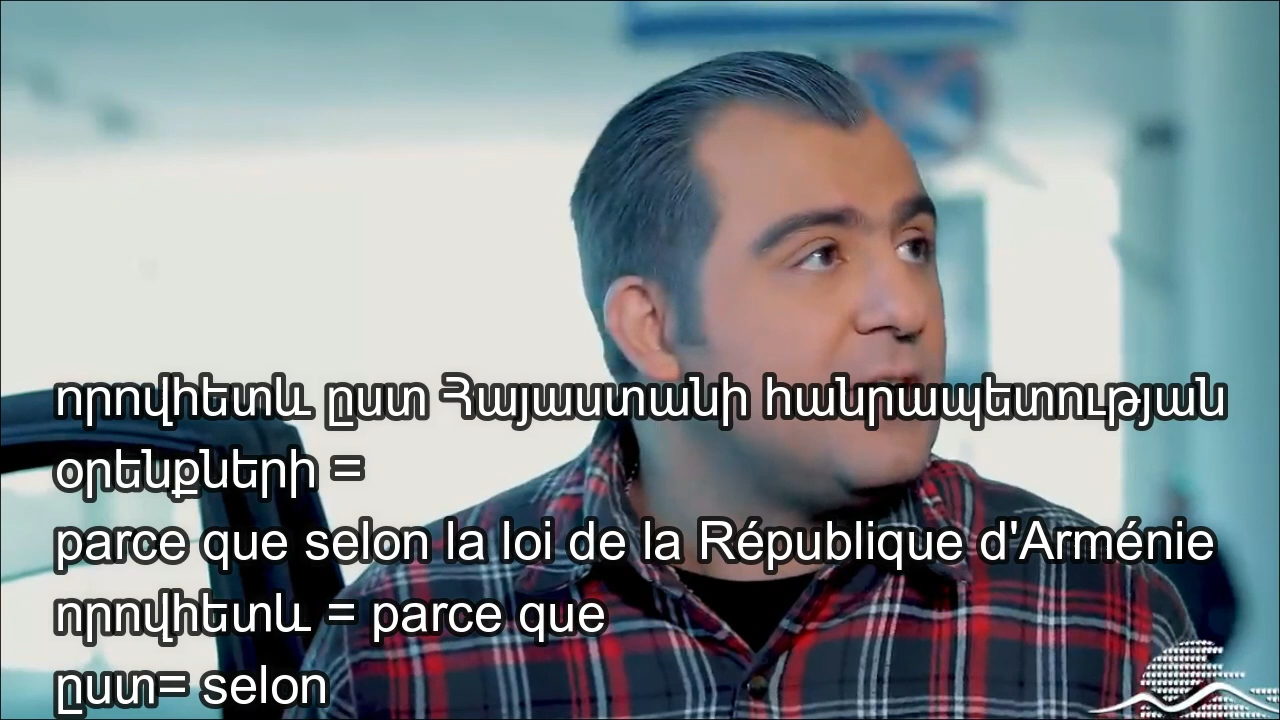 որովհետև ըստ Հայաստանի հանրապետության
օրենքների =
parce que selon la loi de la République d'Arménie
որովհետև = parce que
ըստ= selon